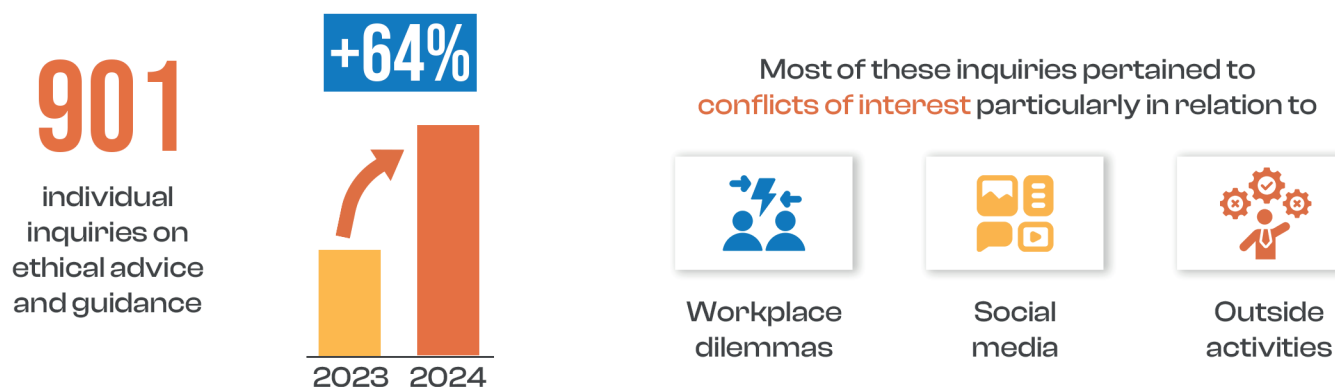 901
individual
inquiries on
ethical advice
and guidance
+64%
2023 2024
Most of these inquiries pertained to
conflicts of interest particularly in relation to
Workplace
dilemmas
Social
media
Outside
activities